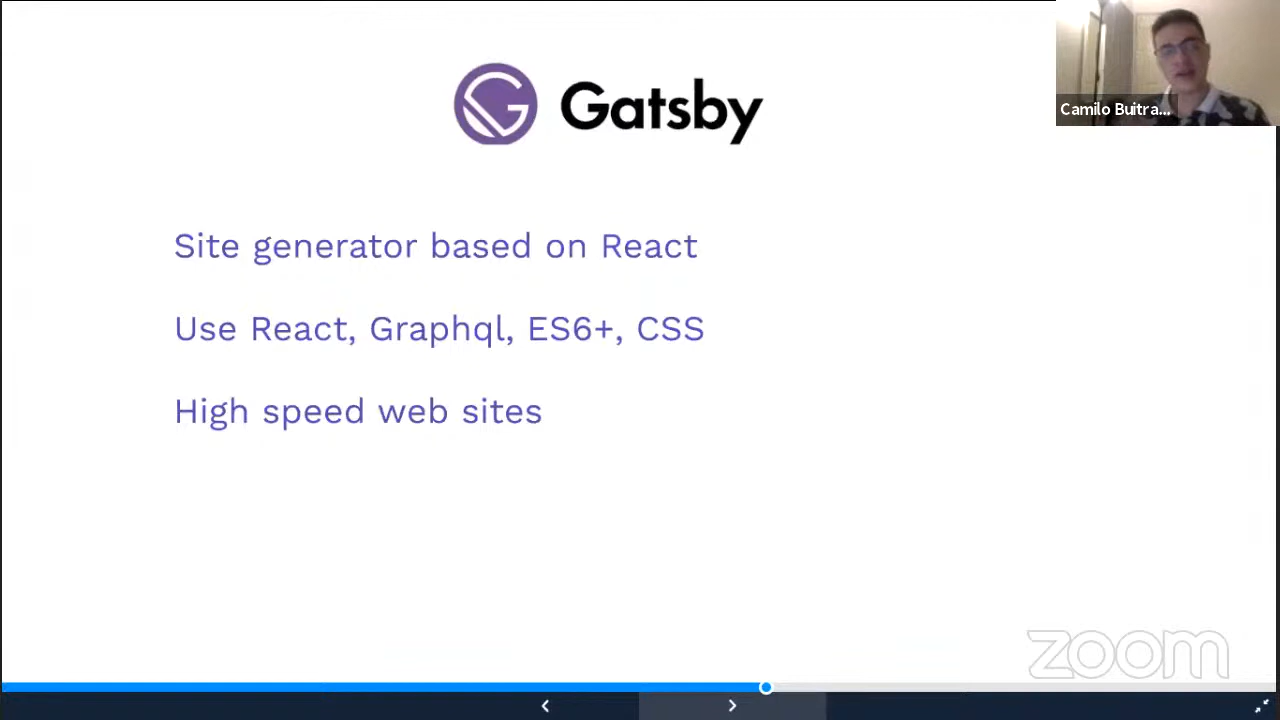 Gatsby
Camilo Buitra...
Site generator based on React
Use React, Graphql, ES6+, CSS
High speed web sites
zoom